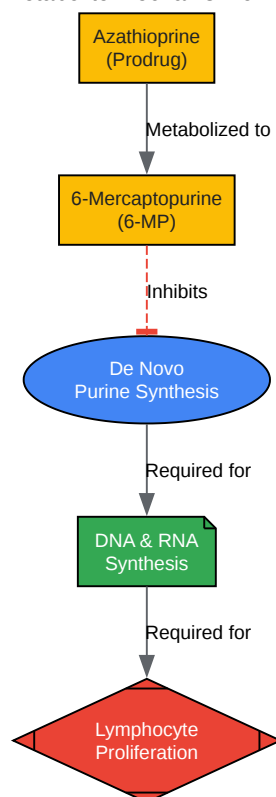 Azathioprine
(Prodrug)
Metabolized to
6-Mercaptopurine
(6-MP)
Inhibits
De Novo
Purine Synthesis
Required for
DNA & RNA
Synthesis
Required for
Lymphocyte
Proliferation